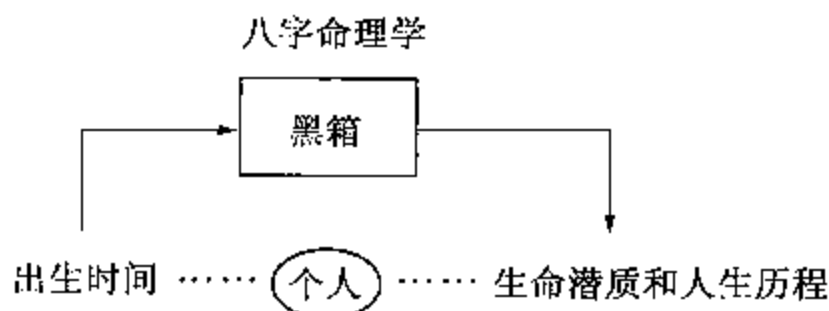 八字命理学
黑箱
出生时间 …… 个人 …… 生命潜质和人生历程